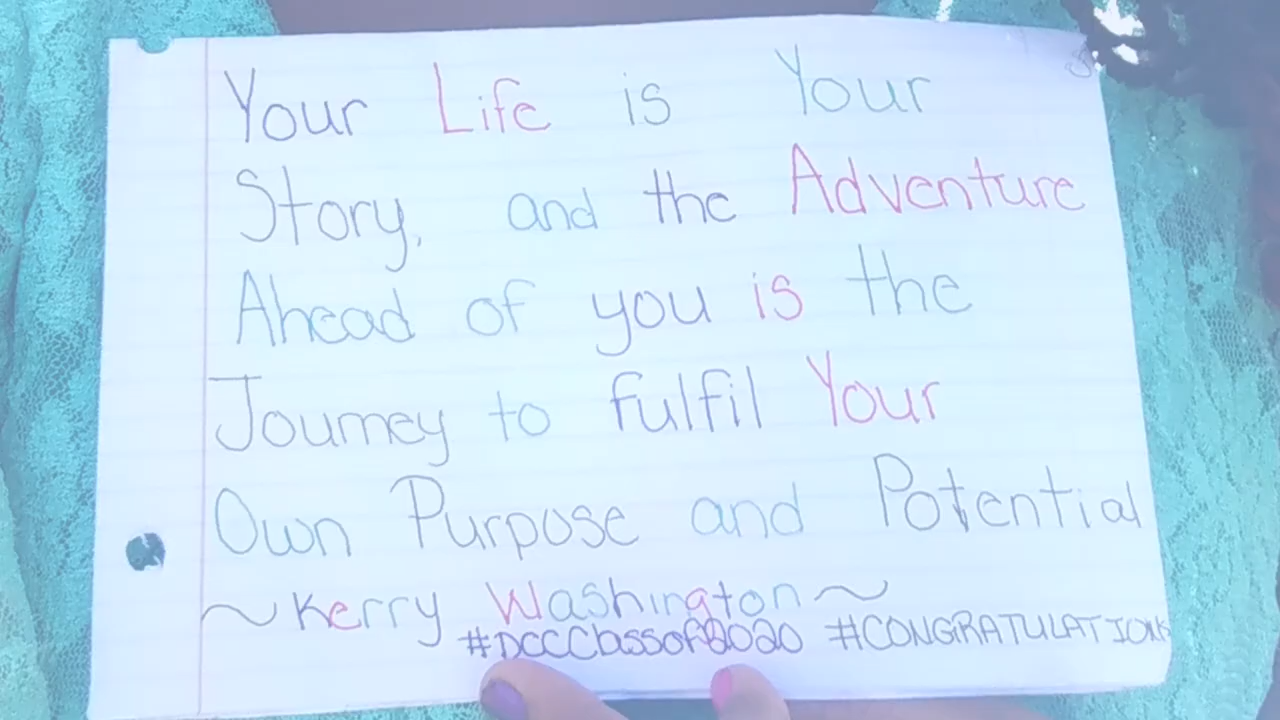 Your Life is Your
Story, and the Adventure
Ahead of you is the
Journey to fulfil Your
Own Purpose and Potential
~Kerry Washington~
#DCCClassof2020 #CONGRATULATIONS